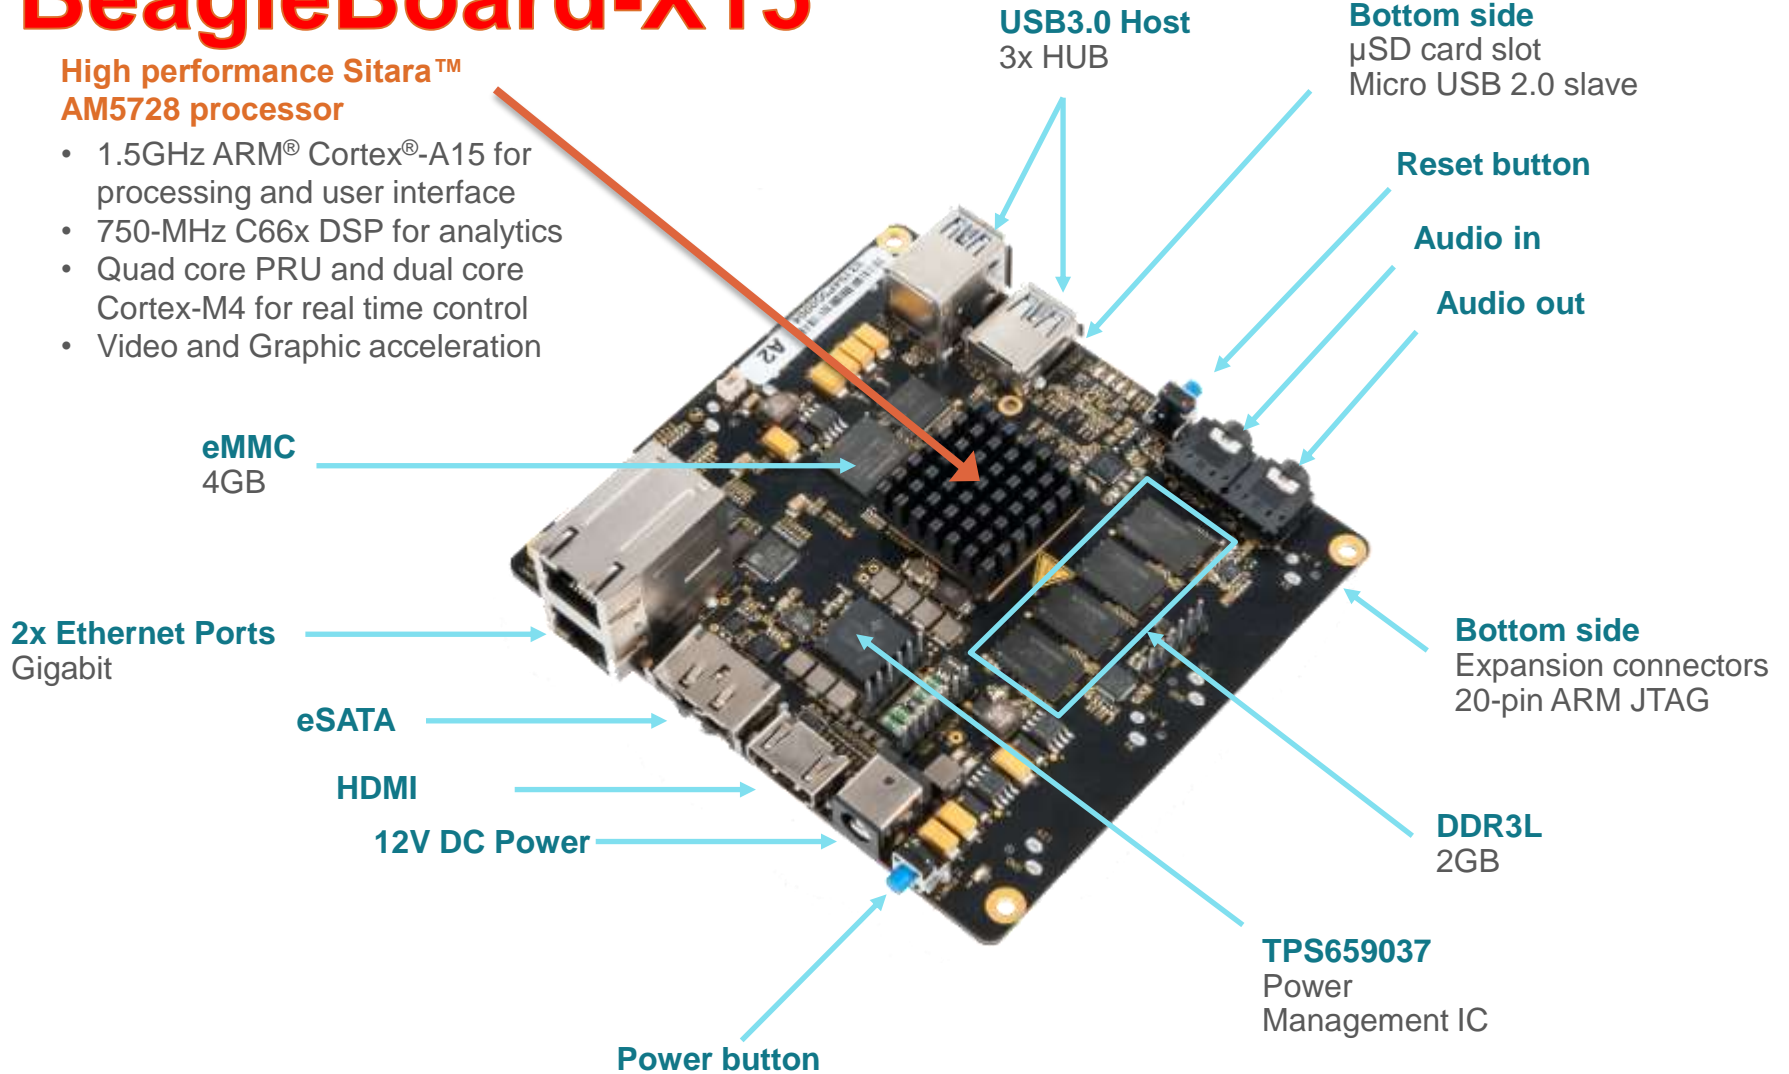 BeagleBoard-X15
High performance Sitara™
AM5728 processor
• 1.5GHz ARM® Cortex®-A15 for
processing and user interface
• 750-MHz C66x DSP for analytics
• Quad core PRU and dual core
Cortex-M4 for real time control
• Video and Graphic acceleration
USB3.0 Host
3x HUB
Bottom side
µSD card slot
Micro USB 2.0 slave
Reset button
Audio in
Audio out
A2
eMMC
4GB
2x Ethernet Ports
Gigabit
eSATA
HDMI
12V DC Power
Power button
Bottom side
Expansion connectors
20-pin ARM JTAG
DDR3L
2GB
TPS659037
Power
Management IC